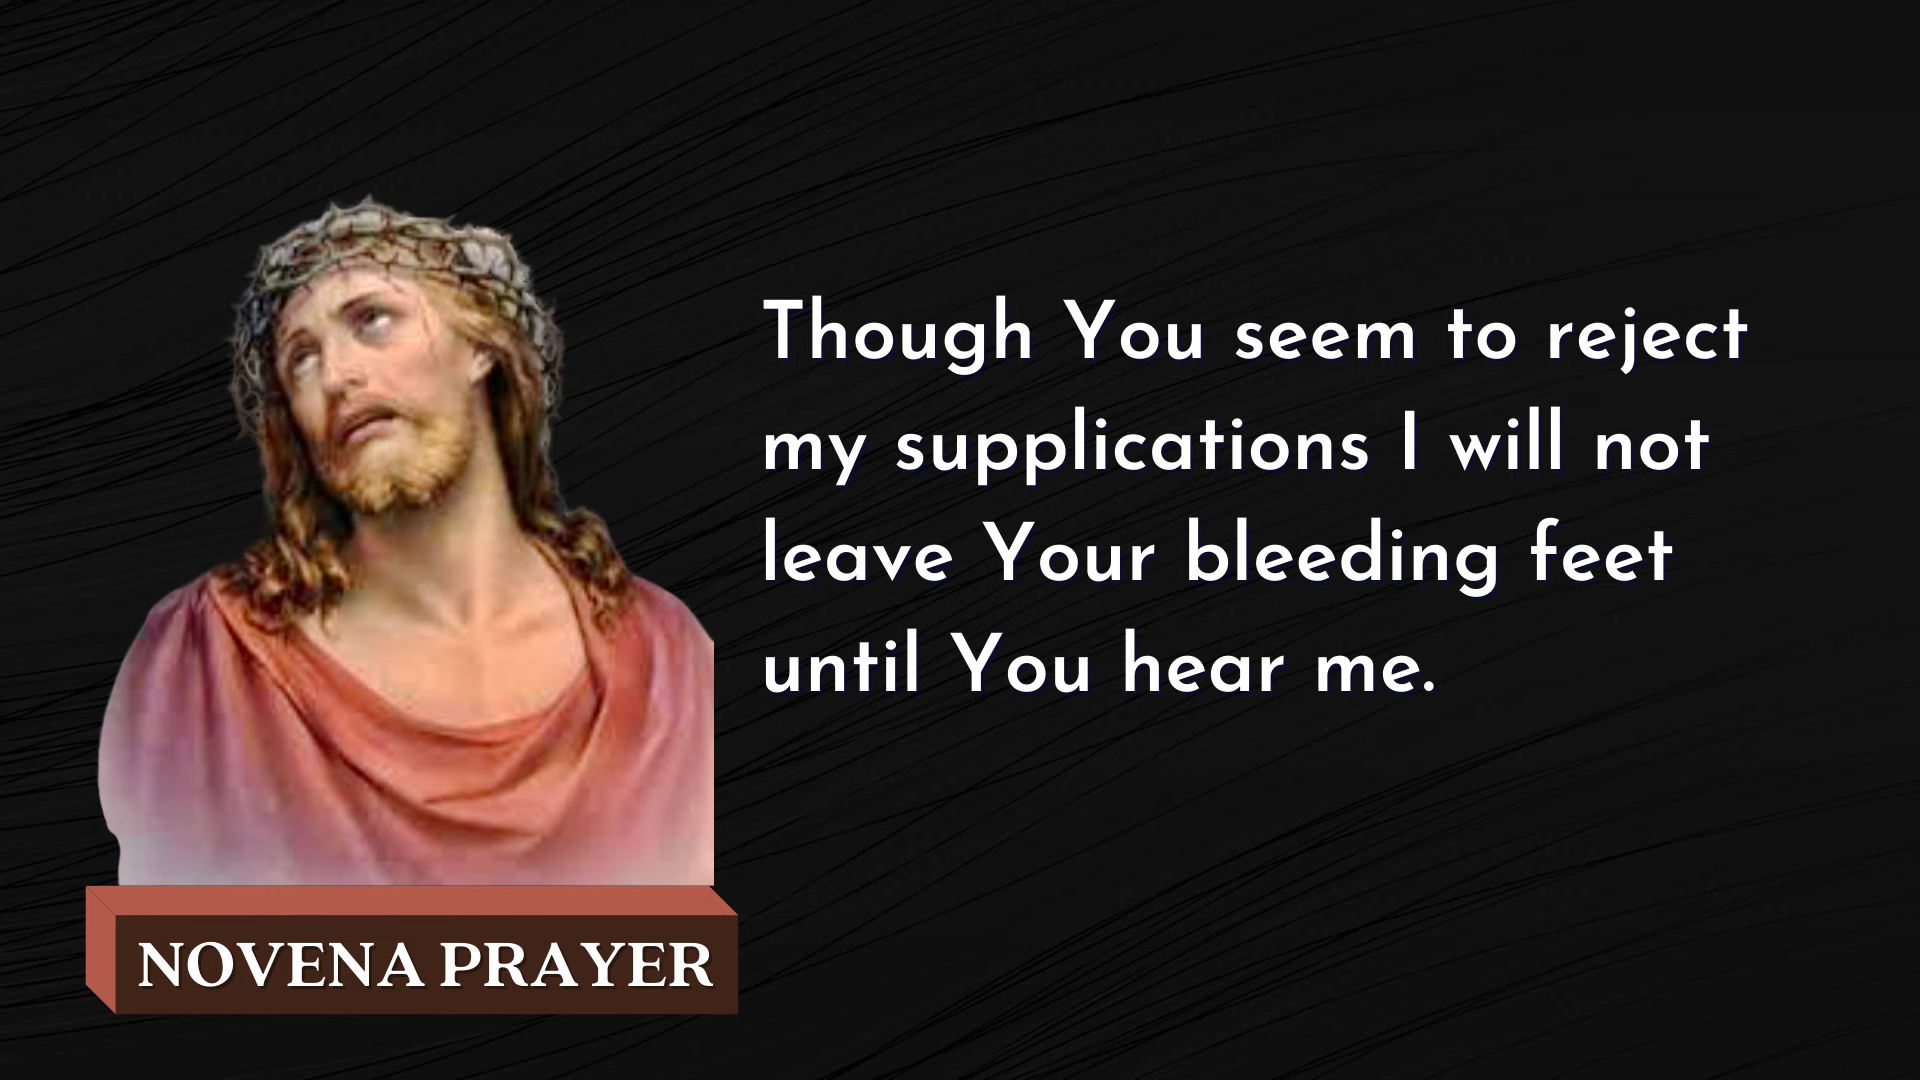 Though You seem to reject
my supplications I will not
leave Your bleeding feet
until You hear me.
NOVENA PRAYER